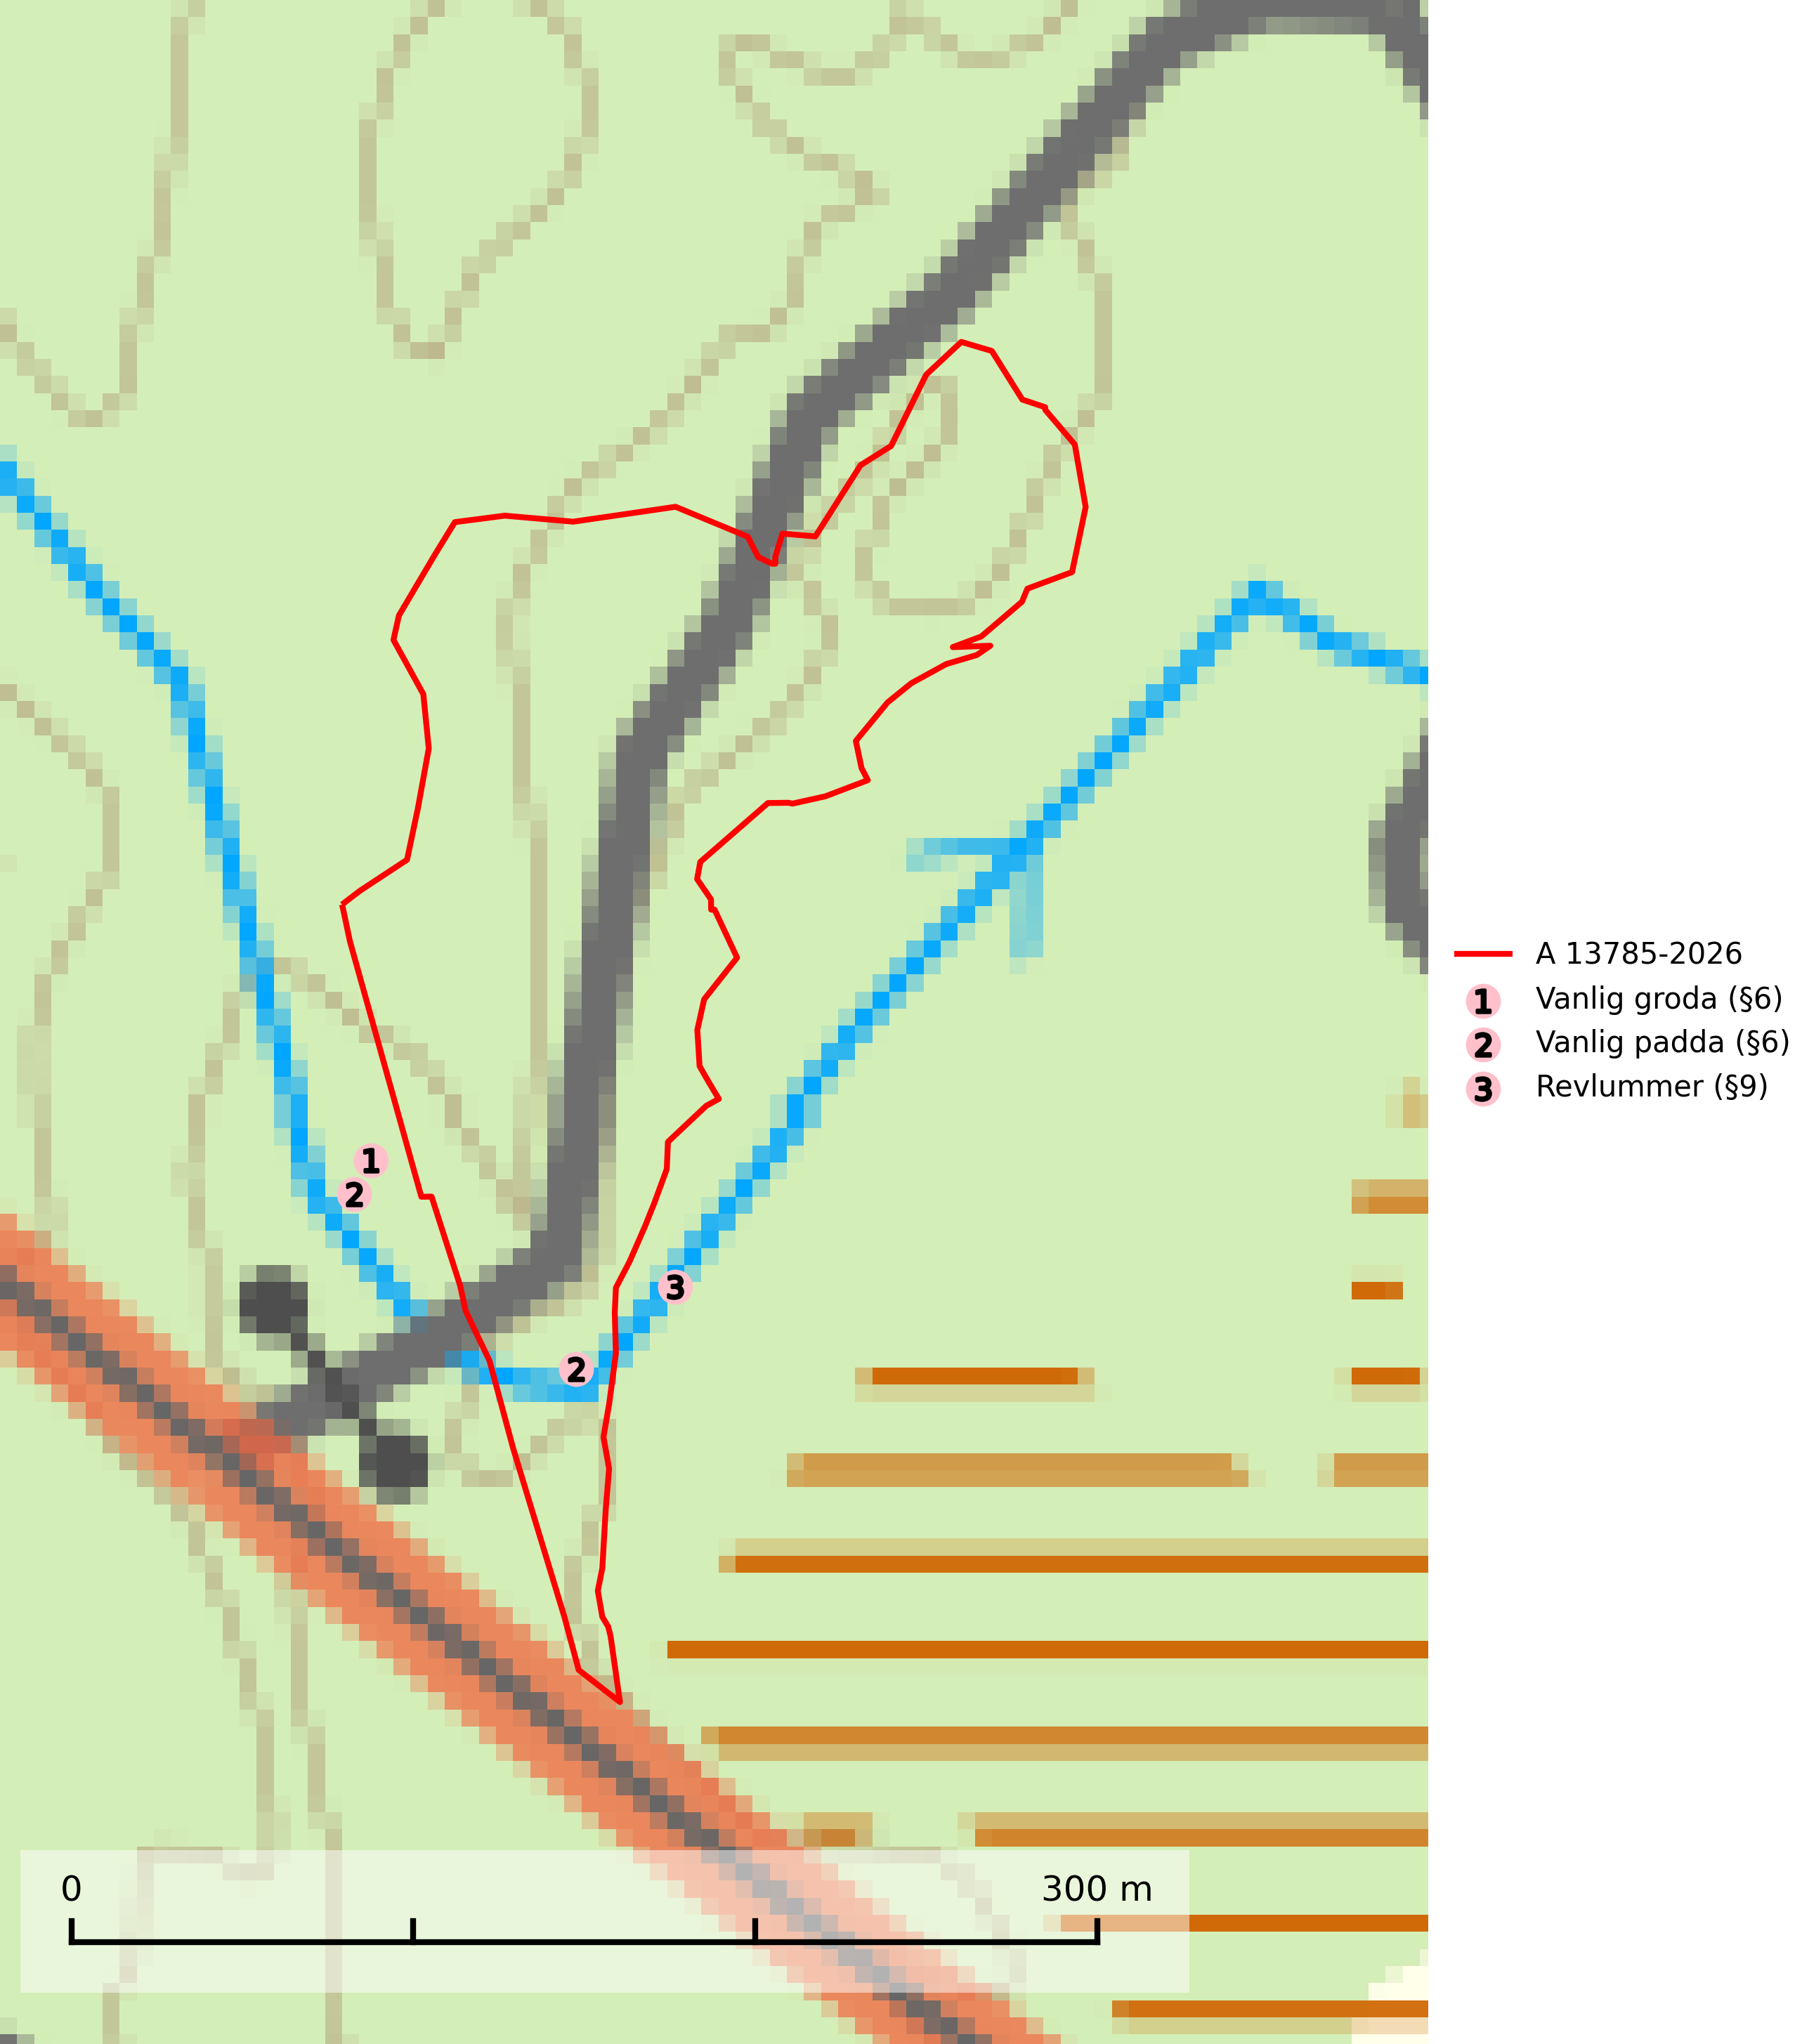 A 13785-2026
1 Vanlig groda (§6)
2 Vanlig padda (§6)
3 Revlummer (§9)
1
2
3
2
0 300 m